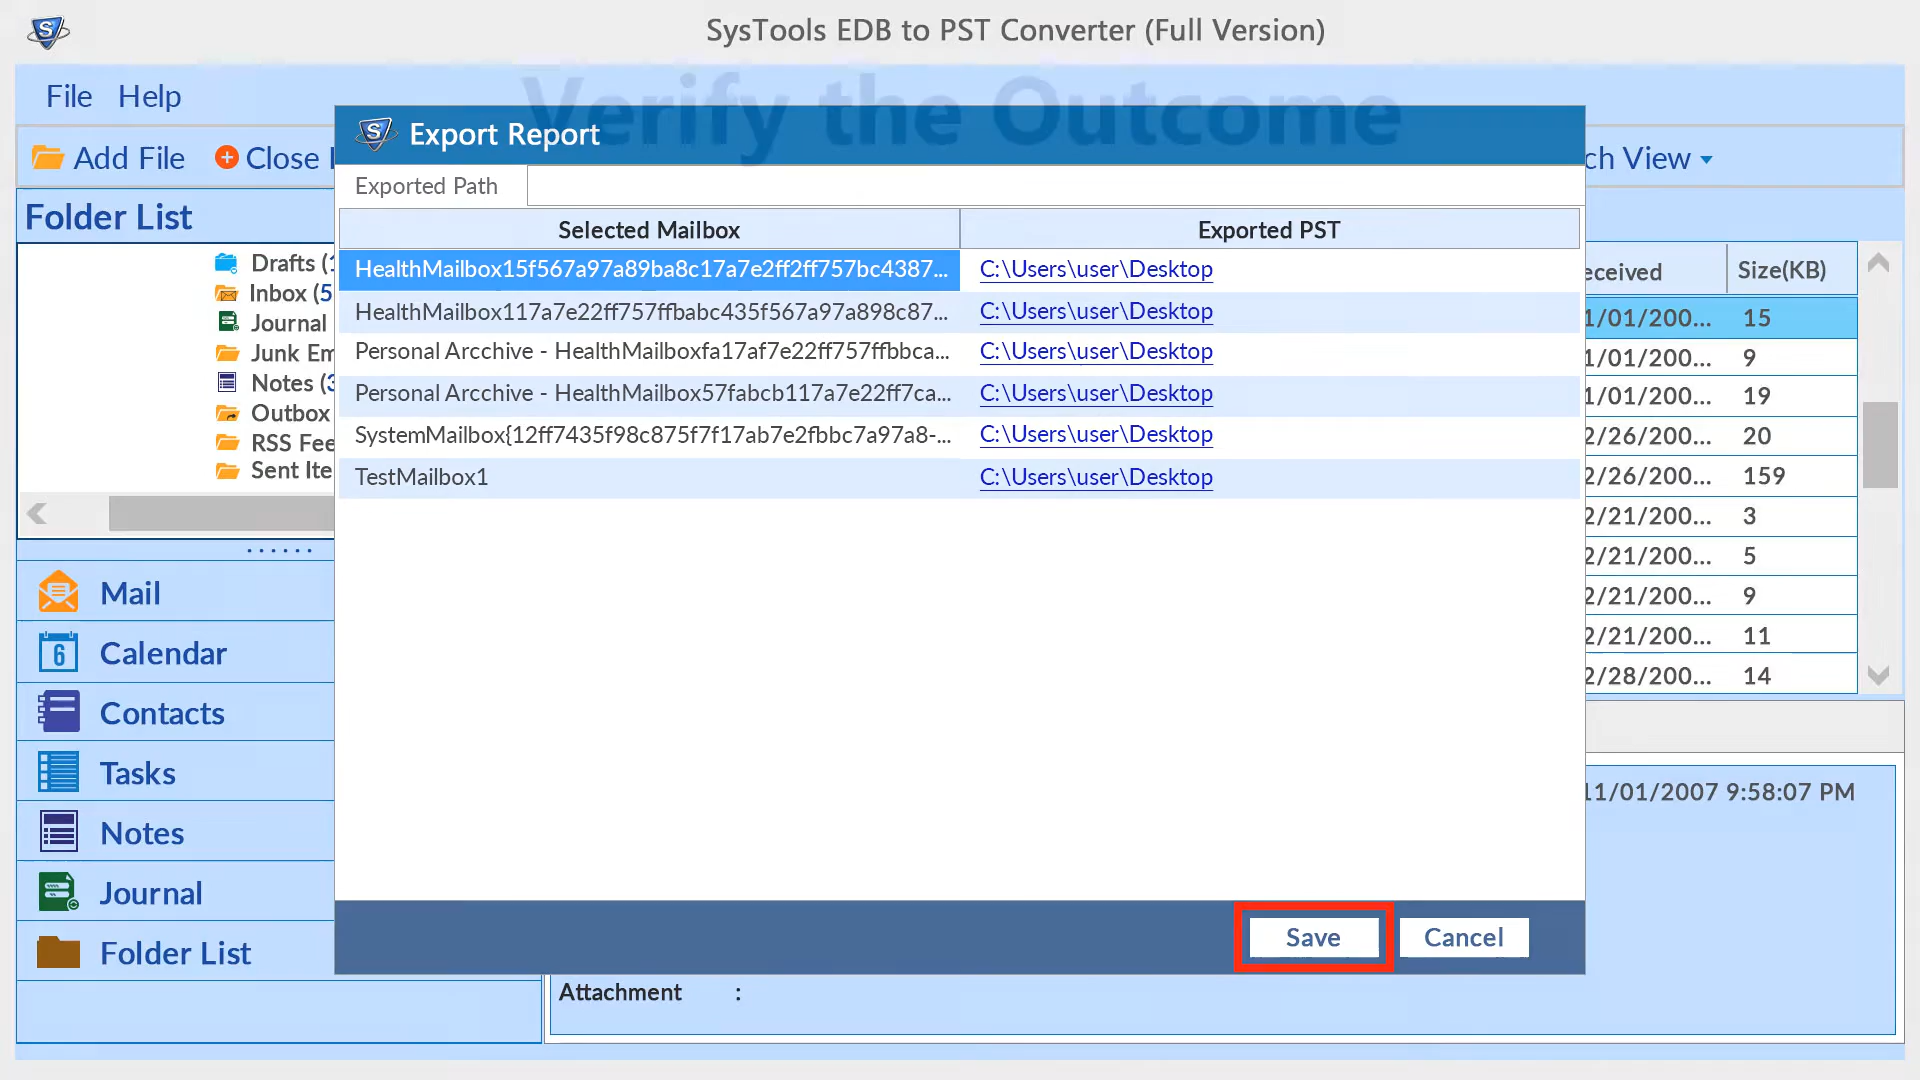 SysTools EDB to PST Converter (Full Version)
Verify the Outcome
File Help
Export Report
Add File Close
ch View
Exported Path
Folder List
Selected Mailbox Exported PST
Drafts (
Inbox (5
Journal
Junk Em
Notes (3
Outbox
RSS Fee
Sent Ite
HealthMailbox15f567a97a89ba8c17a7e2ff2ff757bc4387... C:\Users\user\Desktop
HealthMailbox117a7e22ff757ffbabc435f567a97a898c87... C:\Users\user\Desktop
Personal Arcchive - HealthMailboxfa17af7e22ff757ffbbca... C:\Users\user\Desktop
Personal Arcchive - HealthMailbox57fabcb117a7e22ff7ca... C:\Users\user\Desktop
SystemMailbox{12ff7435f98c875f7f17ab7e2fbbc7a97a8-... C:\Users\user\Desktop
TestMailbox1 C:\Users\user\Desktop
eceived Size(KB)
1/01/200... 15
1/01/200... 9
1/01/200... 19
2/26/200... 20
2/26/200... 159
2/21/200... 3
2/21/200... 5
2/21/200... 9
2/21/200... 11
2/28/200... 14
Mail
6 Calendar
Contacts
Tasks
Notes
Journal
Folder List
11/01/2007 9:58:07 PM
Save Cancel
Attachment :